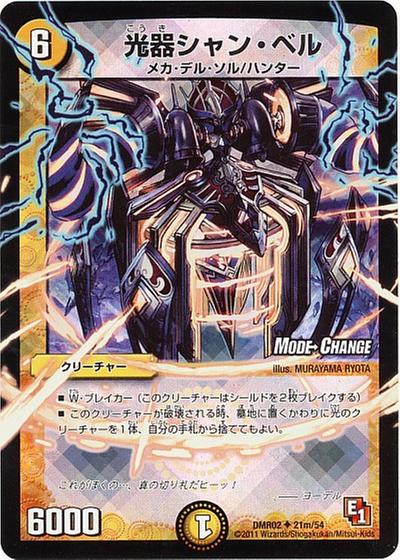 6
こうき
光器シャン・ベル
メカ・デル・ソル/ハンター
MODE CHANGE
illus. MURAYAMA RYOTA
クリーチャー
■ W・ブレイカー (このクリーチャーはシールドを2枚ブレイクする)
■ このクリーチャーが破壊される時、墓地に置くかわりに光のク
リーチャーを1体、自分の手札から捨ててもよい。
これがぼくの…、真の切り札だヒーッ!
—— ヨーデル
6000
1
E1
DMR02 ◆ 21m/54
©2011 Wizards/Shogakukan/Mitsui-Kids